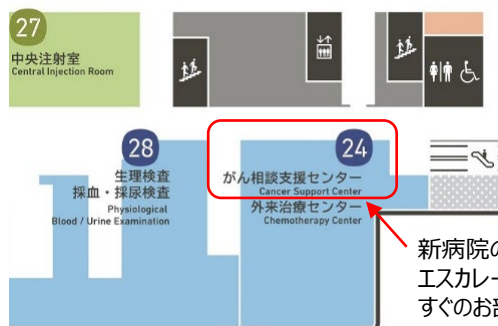 27
中央注射室
Central Injection Room
28
生理検査
採血・採尿検査
Physiological
Blood / Urine Examination
24
がん相談支援センター
Cancer Support Center
外来治療センター
Chemotherapy Center
新病院の
エスカレー
すぐのお部